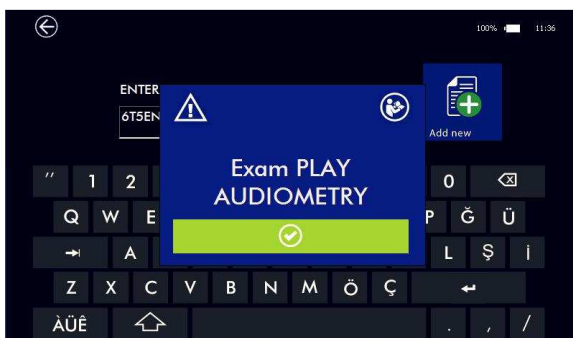 100% 11:36
ENTER
6T5EN
Add new
Exam PLAY
AUDIOMETRY
" 1 2 0
Q W E P Ğ Ü
A L Ş İ
Z X C V B N M Ö Ç
ÀÜÊ . , /